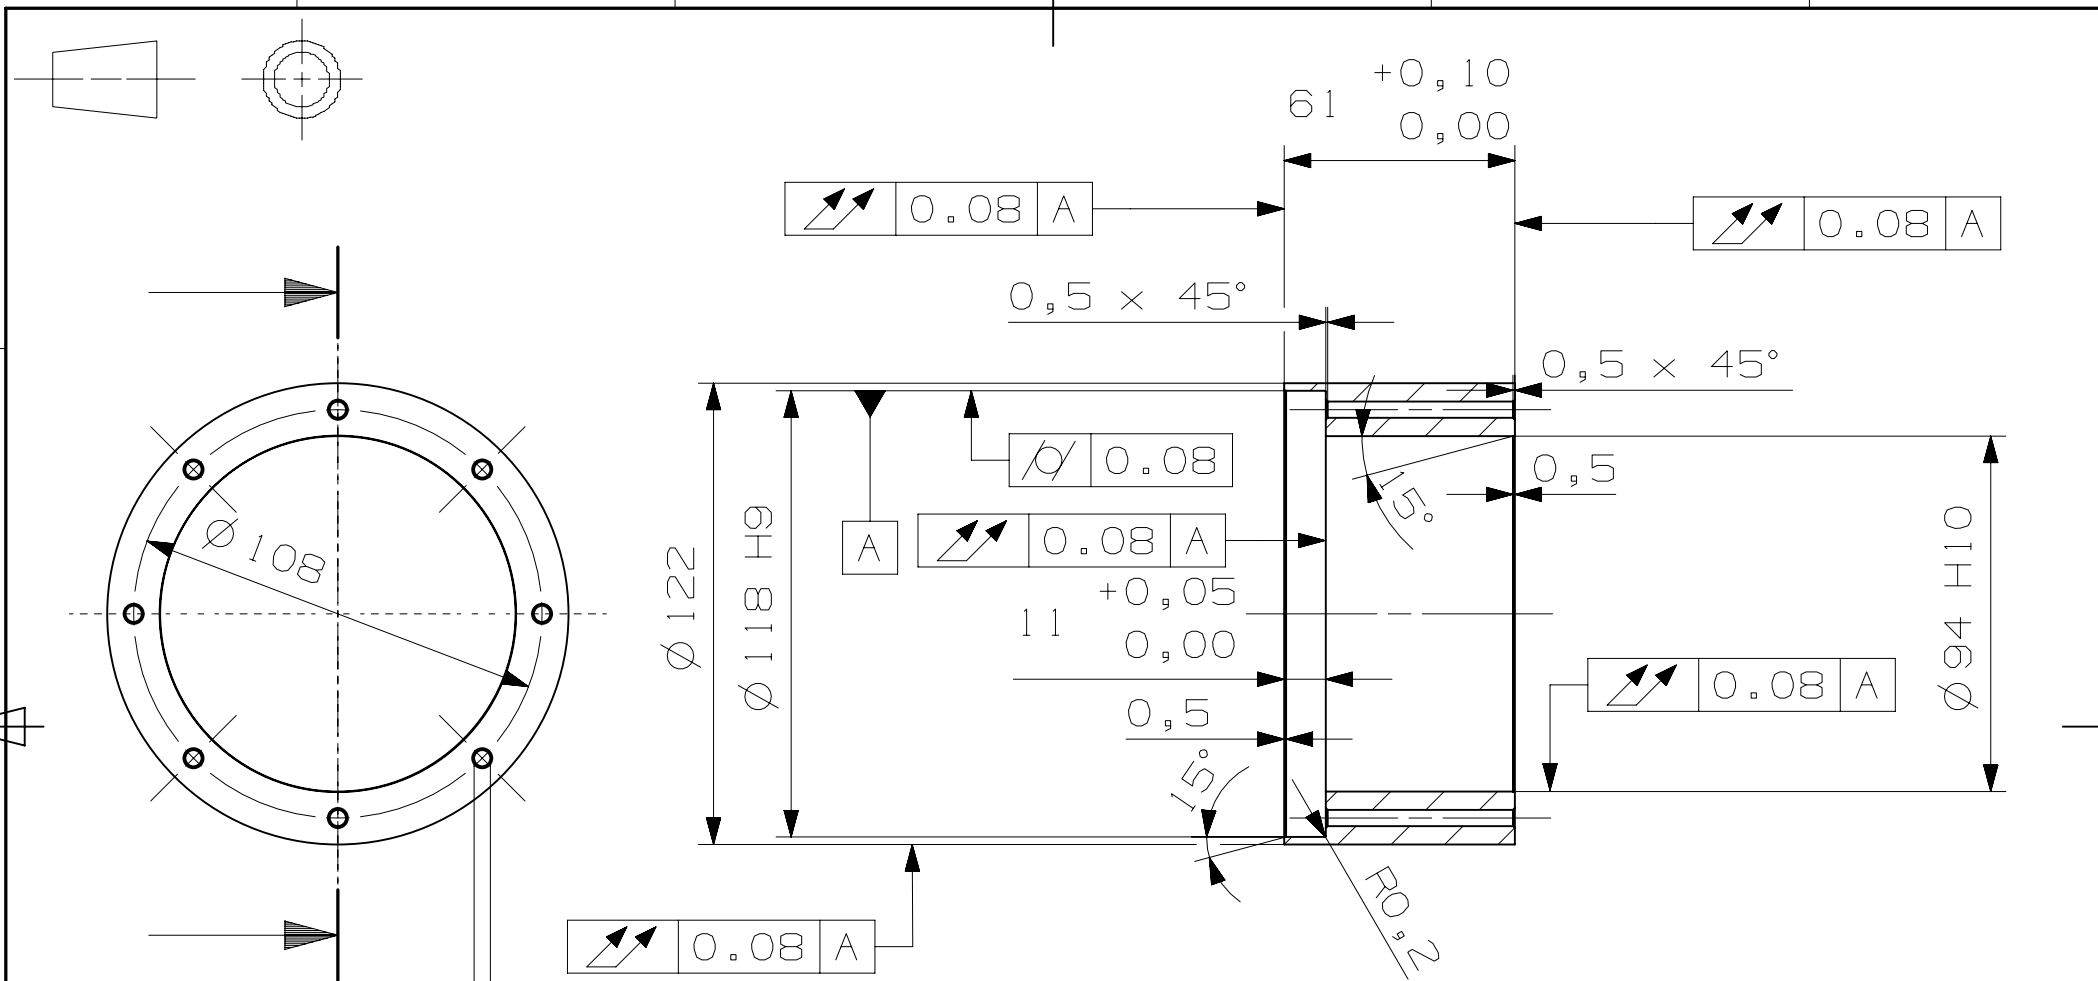 61 +0,10
0,00
0.08 A
0.08 A
0,5 x 45°
0,5 x 45°
0.08
0,5
15°
Ø 108
Ø 122
Ø 118 H9
A
0.08 A
11 +0,05
0,00
Ø 94 H10
0.08 A
0,5
15°
R0,2
0.08 A